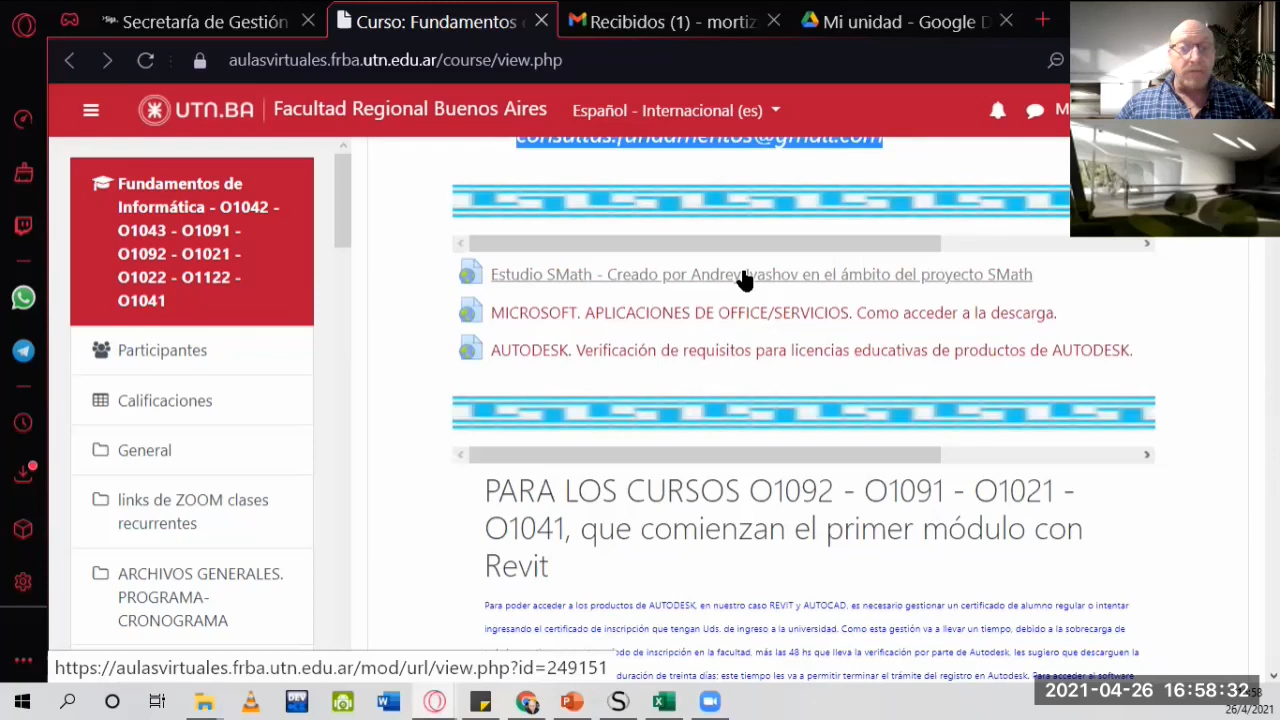 Secretaría de Gestión
Curso: Fundamentos
Recibidos (1) - mortiz
Mi unidad - Google D
aulasvirtuales.frba.utn.edu.ar/course/view.php
UTN.BA
Facultad Regional Buenos Aires
Español - Internacional (es)
M
consultas.fundamentos@gmail.com
Fundamentos de
Informática - O1042 -
O1043 - O1091 -
O1092 - O1021 -
O1022 - O1122 -
O1041
Participantes
Calificaciones
General
links de ZOOM clases
recurrentes
ARCHIVOS GENERALES.
PROGRAMA-
CRONOGRAMA
Estudio SMath - Creado por Andrey Ivashov en el ámbito del proyecto SMath
MICROSOFT. APLICACIONES DE OFFICE/SERVICIOS. Como acceder a la descarga.
AUTODESK. Verificación de requisitos para licencias educativas de productos de AUTODESK.
PARA LOS CURSOS O1092 - O1091 - O1021 -
O1041, que comienzan el primer módulo con
Revit
Para poder acceder a los productos de AUTODESK, en nuestro caso REVIT y AUTOCAD, es necesario gestionar un certificado de alumno regular o intentar
ingresando el certificado de inscripción que tengan Uds. de ingreso a la universidad. Como esta gestión va a llevar un tiempo, debido a la sobrecarga de
de inscripción en la facultad, más las 48 hs que lleva la verificación por parte de Autodesk, les sugiero que descarguen la
duración de treinta días; este tiempo les va a permitir terminar el trámite del registro en Autodesk. Para acceder al software
https://aulasvirtuales.frba.utn.edu.ar/mod/url/view.php?id=249151
DEV
2021-04-26 16:58:32
26/4/2021